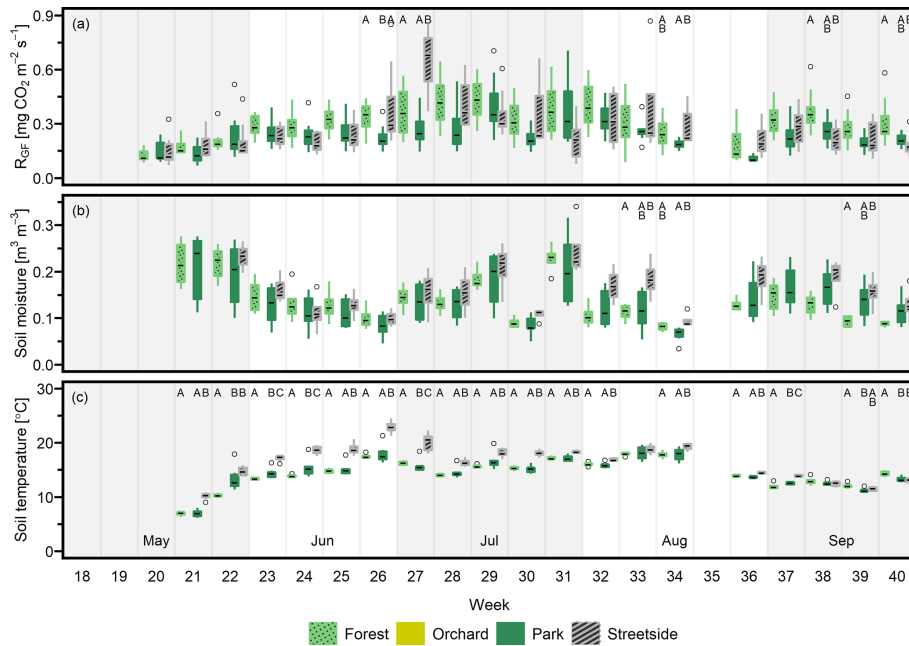 (a)
A BA A AB A AB A AB A AB
B B B B
0.9
0.6
0.3
0.0
R_GF [mg CO₂ m⁻² s⁻¹]
(b)
A AB A AB A AB
B B B
0.3
0.2
0.1
0.0
Soil moisture [m³ m⁻³]
(c)
A AB A BB A BC A BC A AB A AB A BC A AB A AB A AB A AB A AB A AB A AB A BC A BA A BB
B
30
20
10
0
Soil temperature [°C]
May Jun Jul Aug Sep
18 19 20 21 22 23 24 25 26 27 28 29 30 31 32 33 34 35 36 37 38 39 40
Week
Forest Orchard Park Streetside